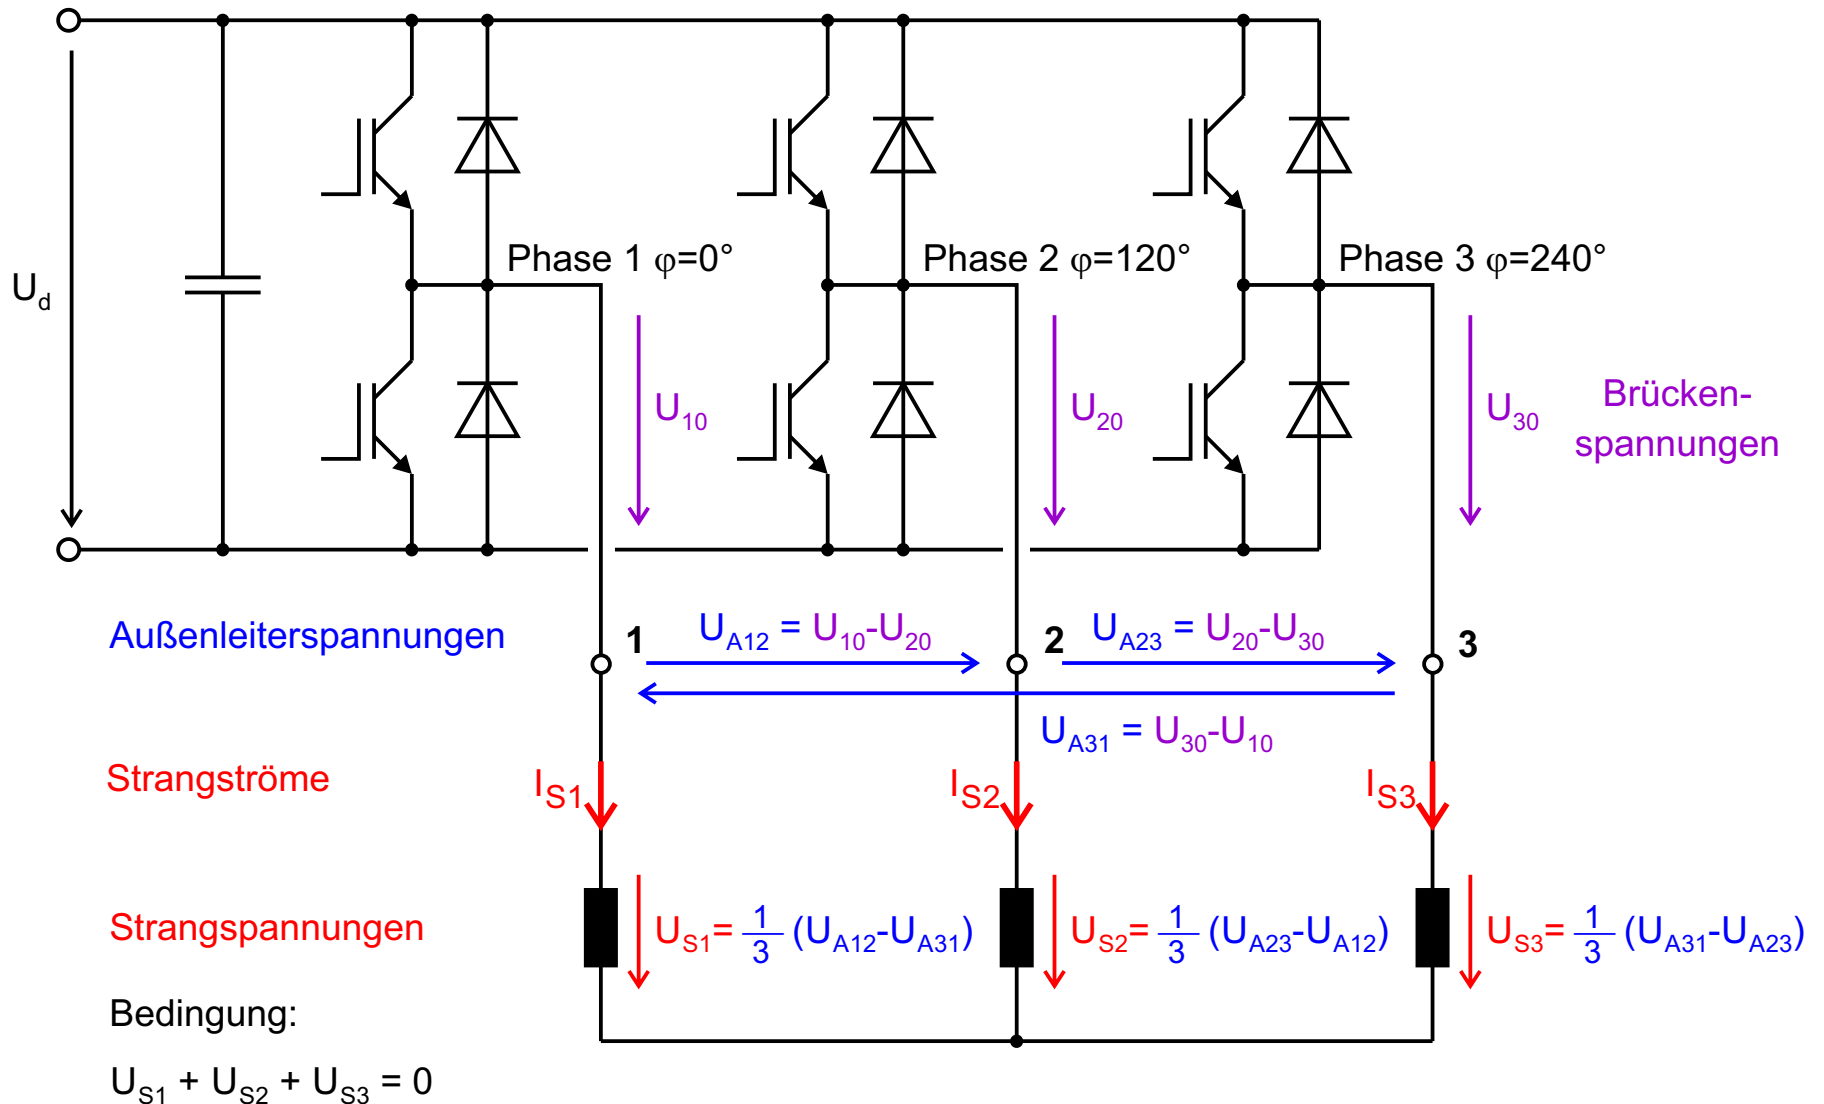 Phase 1 φ=0°
Phase 2 φ=120°
Phase 3 φ=240°
U_d
U_10
U_20
U_30
Brücken-
spannungen
Außenleiterspannungen
1
U_A12 = U_10-U_20
2
U_A23 = U_20-U_30
3
U_A31 = U_30-U_10
Strangströme
I_S1
I_S2
I_S3
Strangspannungen
U_S1= 1/3 (U_A12-U_A31)
U_S2= 1/3 (U_A23-U_A12)
U_S3= 1/3 (U_A31-U_A23)
Bedingung:
U_S1 + U_S2 + U_S3 = 0